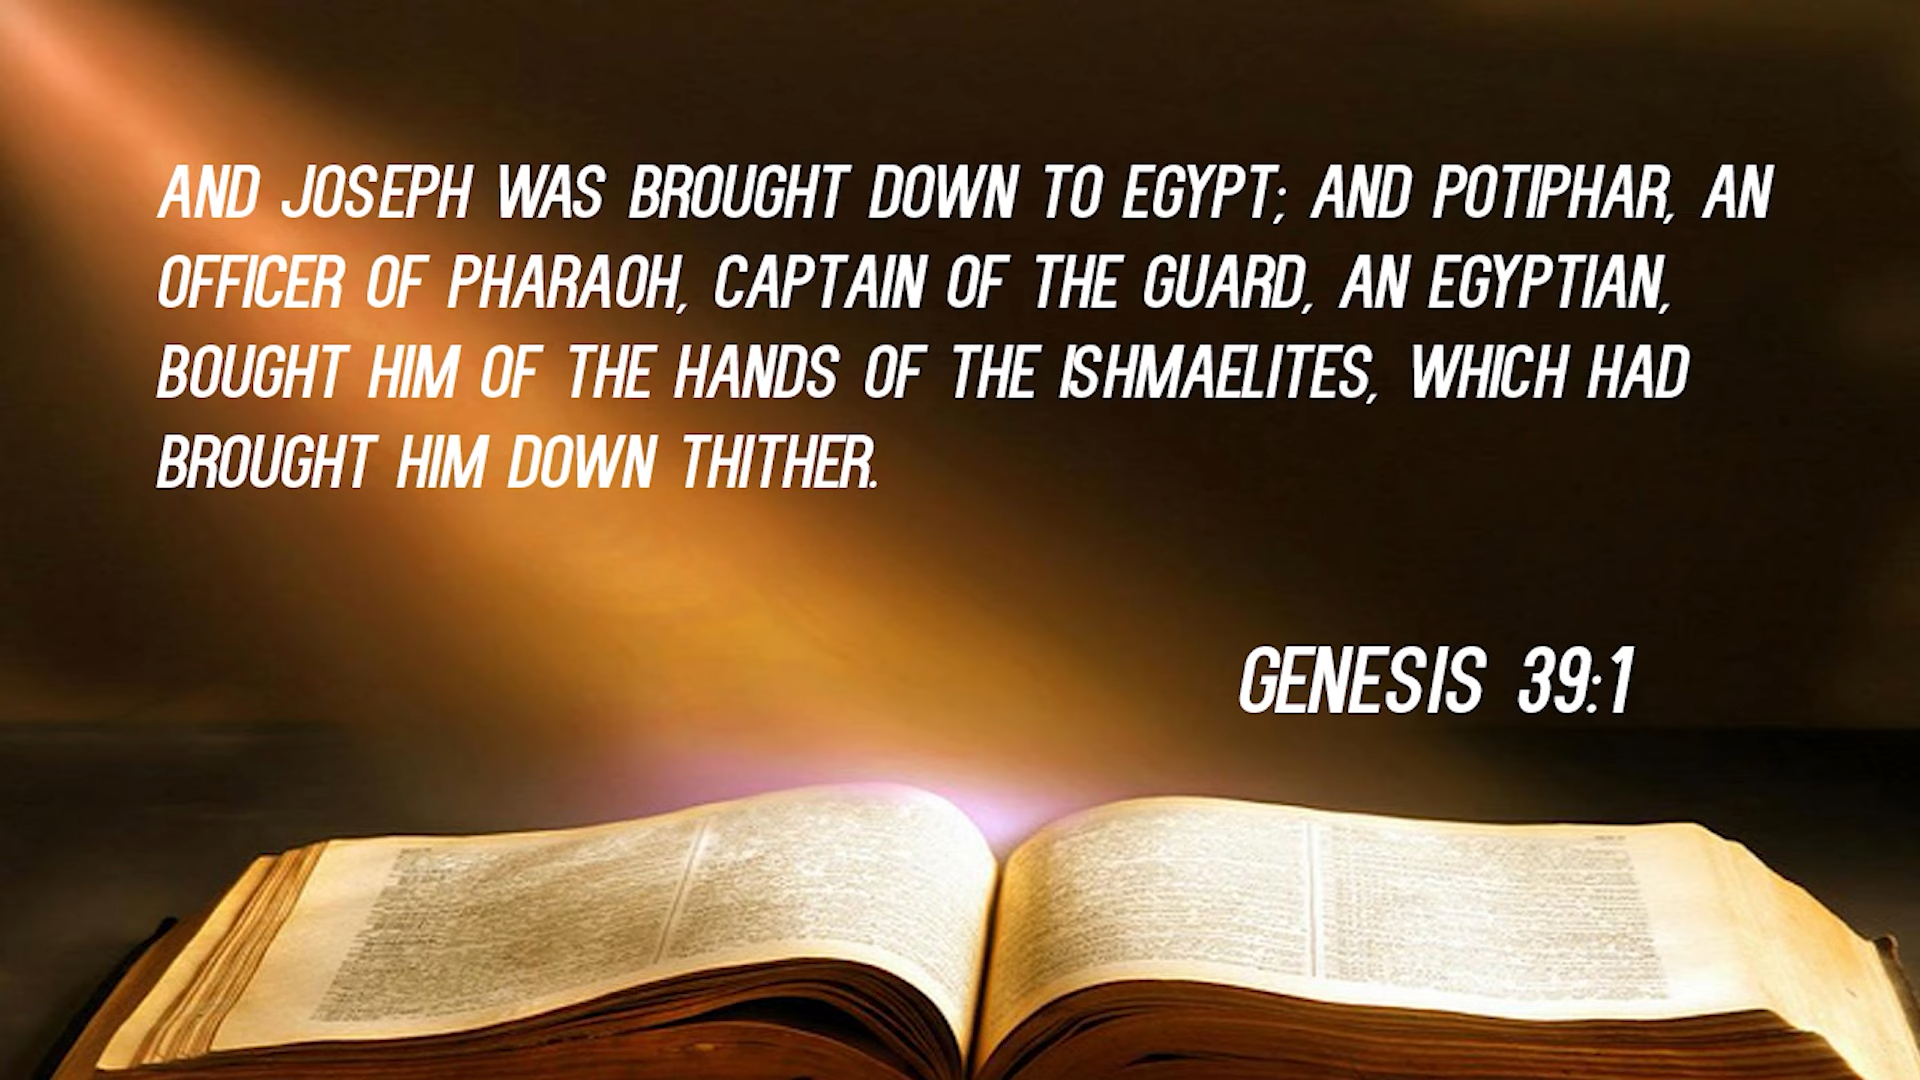 AND JOSEPH WAS BROUGHT DOWN TO EGYPT; AND POTIPHAR, AN
OFFICER OF PHARAOH, CAPTAIN OF THE GUARD, AN EGYPTIAN,
BOUGHT HIM OF THE HANDS OF THE ISHMAELITES, WHICH HAD
BROUGHT HIM DOWN THITHER.
GENESIS 39:1